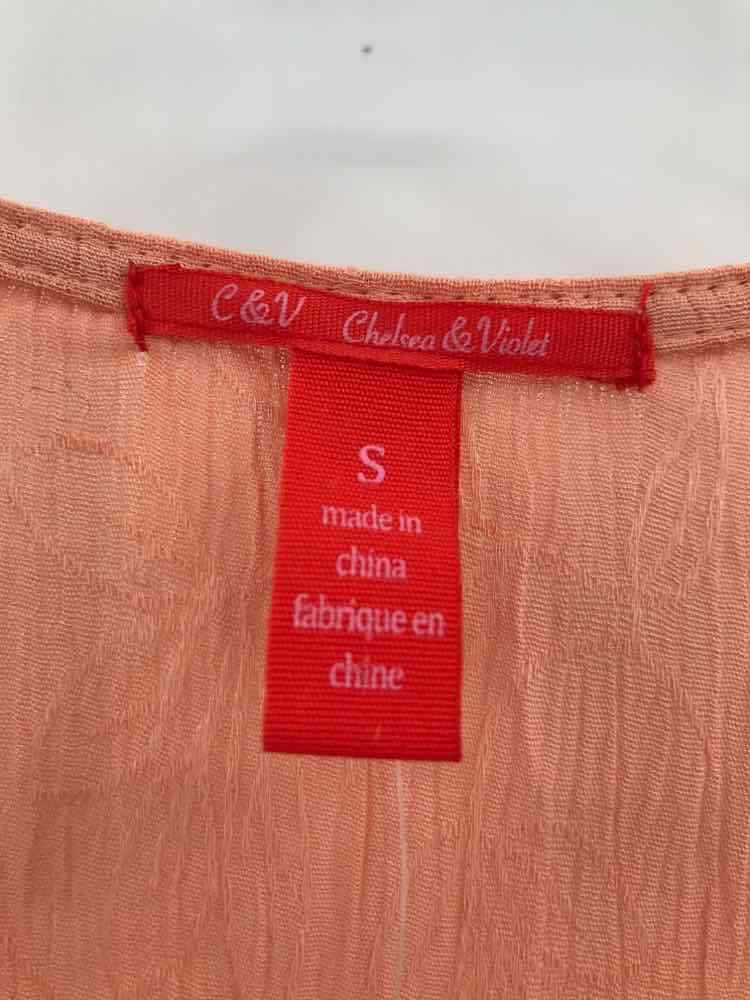 C & V Chelsea & Violet
S
made in
china
fabrique en
chine